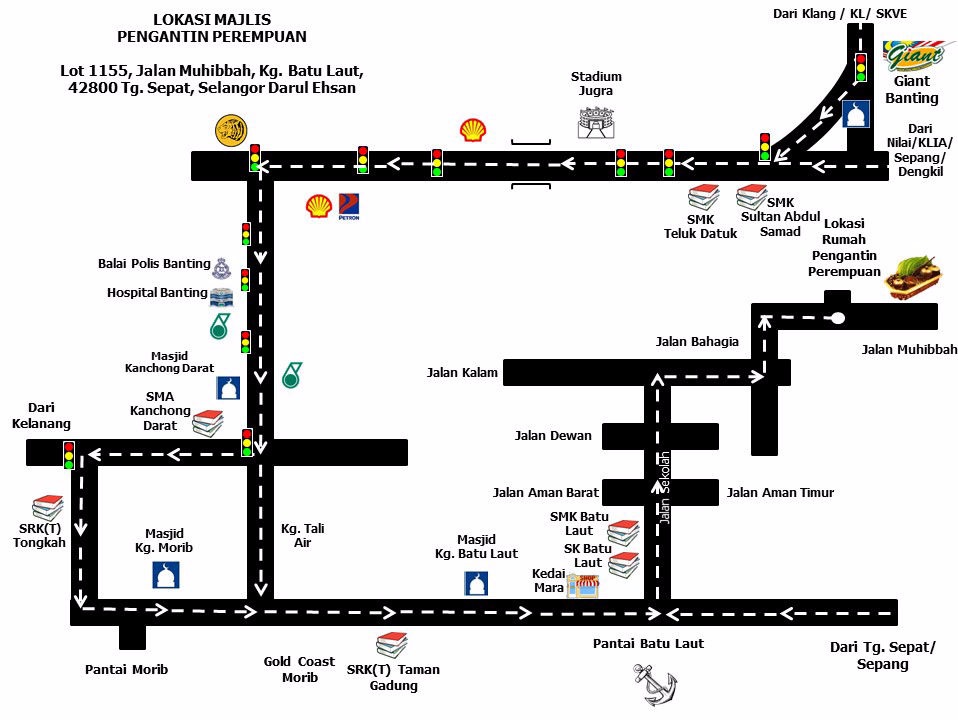 LOKASI MAJLIS
PENGANTIN PEREMPUAN
Lot 1155, Jalan Muhibbah, Kg. Batu Laut,
42800 Tg. Sepat, Selangor Darul Ehsan
Dari Klang / KL/ SKVE
Giant
Giant
Banting
Stadium
Jugra
Dari
Nilai/KLIA/
Sepang/
Dengkil
PETRON
SMK
Teluk Datuk
SMK
Sultan Abdul
Samad
Lokasi
Rumah
Pengantin
Perempuan
Balai Polis Banting
Hospital Banting
Jalan Bahagia
Jalan Muhibbah
Masjid
Kanchong Darat
Jalan Kalam
SMA
Kanchong
Darat
Dari
Kelanang
Jalan Dewan
Jalan Sekolah
Jalan Aman Barat
Jalan Aman Timur
SRK(T)
Tongkah
Masjid
Kg. Morib
Kg. Tali
Air
Masjid
Kg. Batu Laut
SMK Batu
Laut
SK Batu
Laut
Kedai
Mara
SHOP
Pantai Morib
Gold Coast
Morib
SRK(T) Taman
Gadung
Pantai Batu Laut
Dari Tg. Sepat/
Sepang